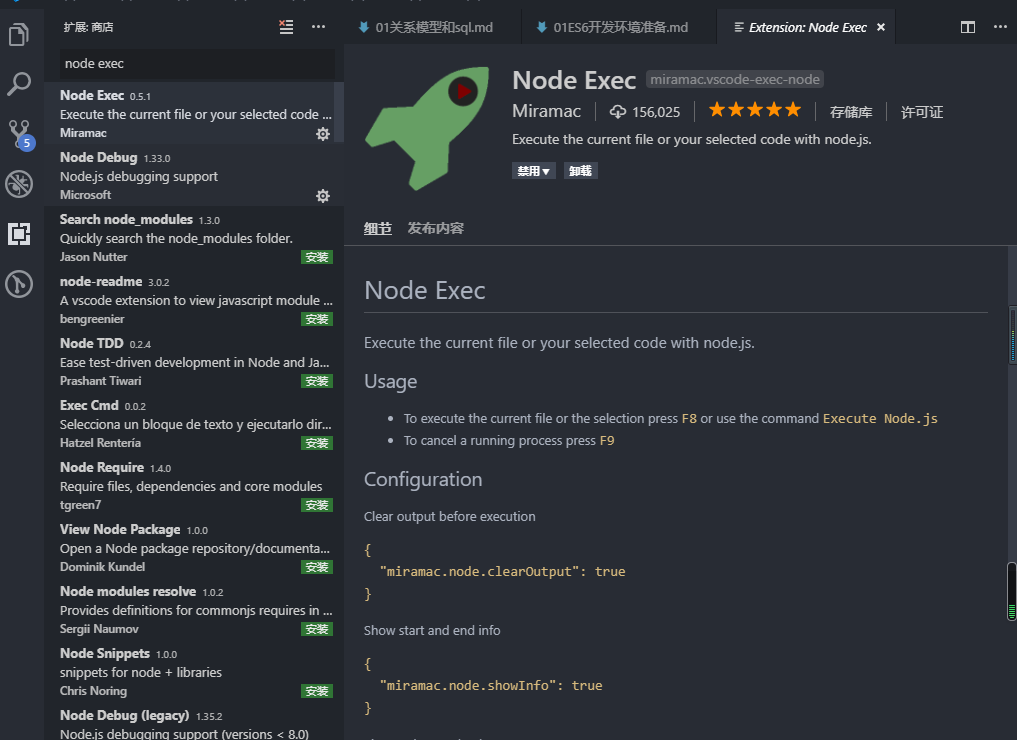 扩展: 商店
01关系模型和sql.md
01ES6开发环境准备.md
Extension: Node Exec
node exec
Node Exec 0.5.1
Execute the current file or your selected code ...
Miramac
Node Debug 1.33.0
Node.js debugging support
Microsoft
Search node_modules 1.3.0
Quickly search the node_modules folder.
Jason Nutter 安装
node-readme 3.0.2
A vscode extension to view javascript module ...
bengreenier 安装
Node TDD 0.2.4
Ease test-driven development in Node and Ja...
Prashant Tiwari 安装
Exec Cmd 0.0.2
Selecciona un bloque de texto y ejecutarlo dir...
Hatzel Rentería 安装
Node Require 1.4.0
Require files, dependencies and core modules
tgreen7 安装
View Node Package 1.0.0
Open a Node package repository/documenta...
Dominik Kundel 安装
Node modules resolve 1.0.2
Provides definitions for commonjs requires in ...
Sergii Naumov 安装
Node Snippets 1.0.0
snippets for node + libraries
Chris Noring 安装
Node Debug (legacy) 1.35.2
Node.js debugging support (versions < 8.0)
5
Node Exec miramac.vscode-exec-node
Miramac 156,025 存储库 许可证
Execute the current file or your selected code with node.js.
禁用 卸载
细节 发布内容
Node Exec
Execute the current file or your selected code with node.js.
Usage
• To execute the current file or the selection press F8 or use the command Execute Node.js
• To cancel a running process press F9
Configuration
Clear output before execution
{
"miramac.node.clearOutput": true
}
Show start and end info
{
"miramac.node.showInfo": true
}